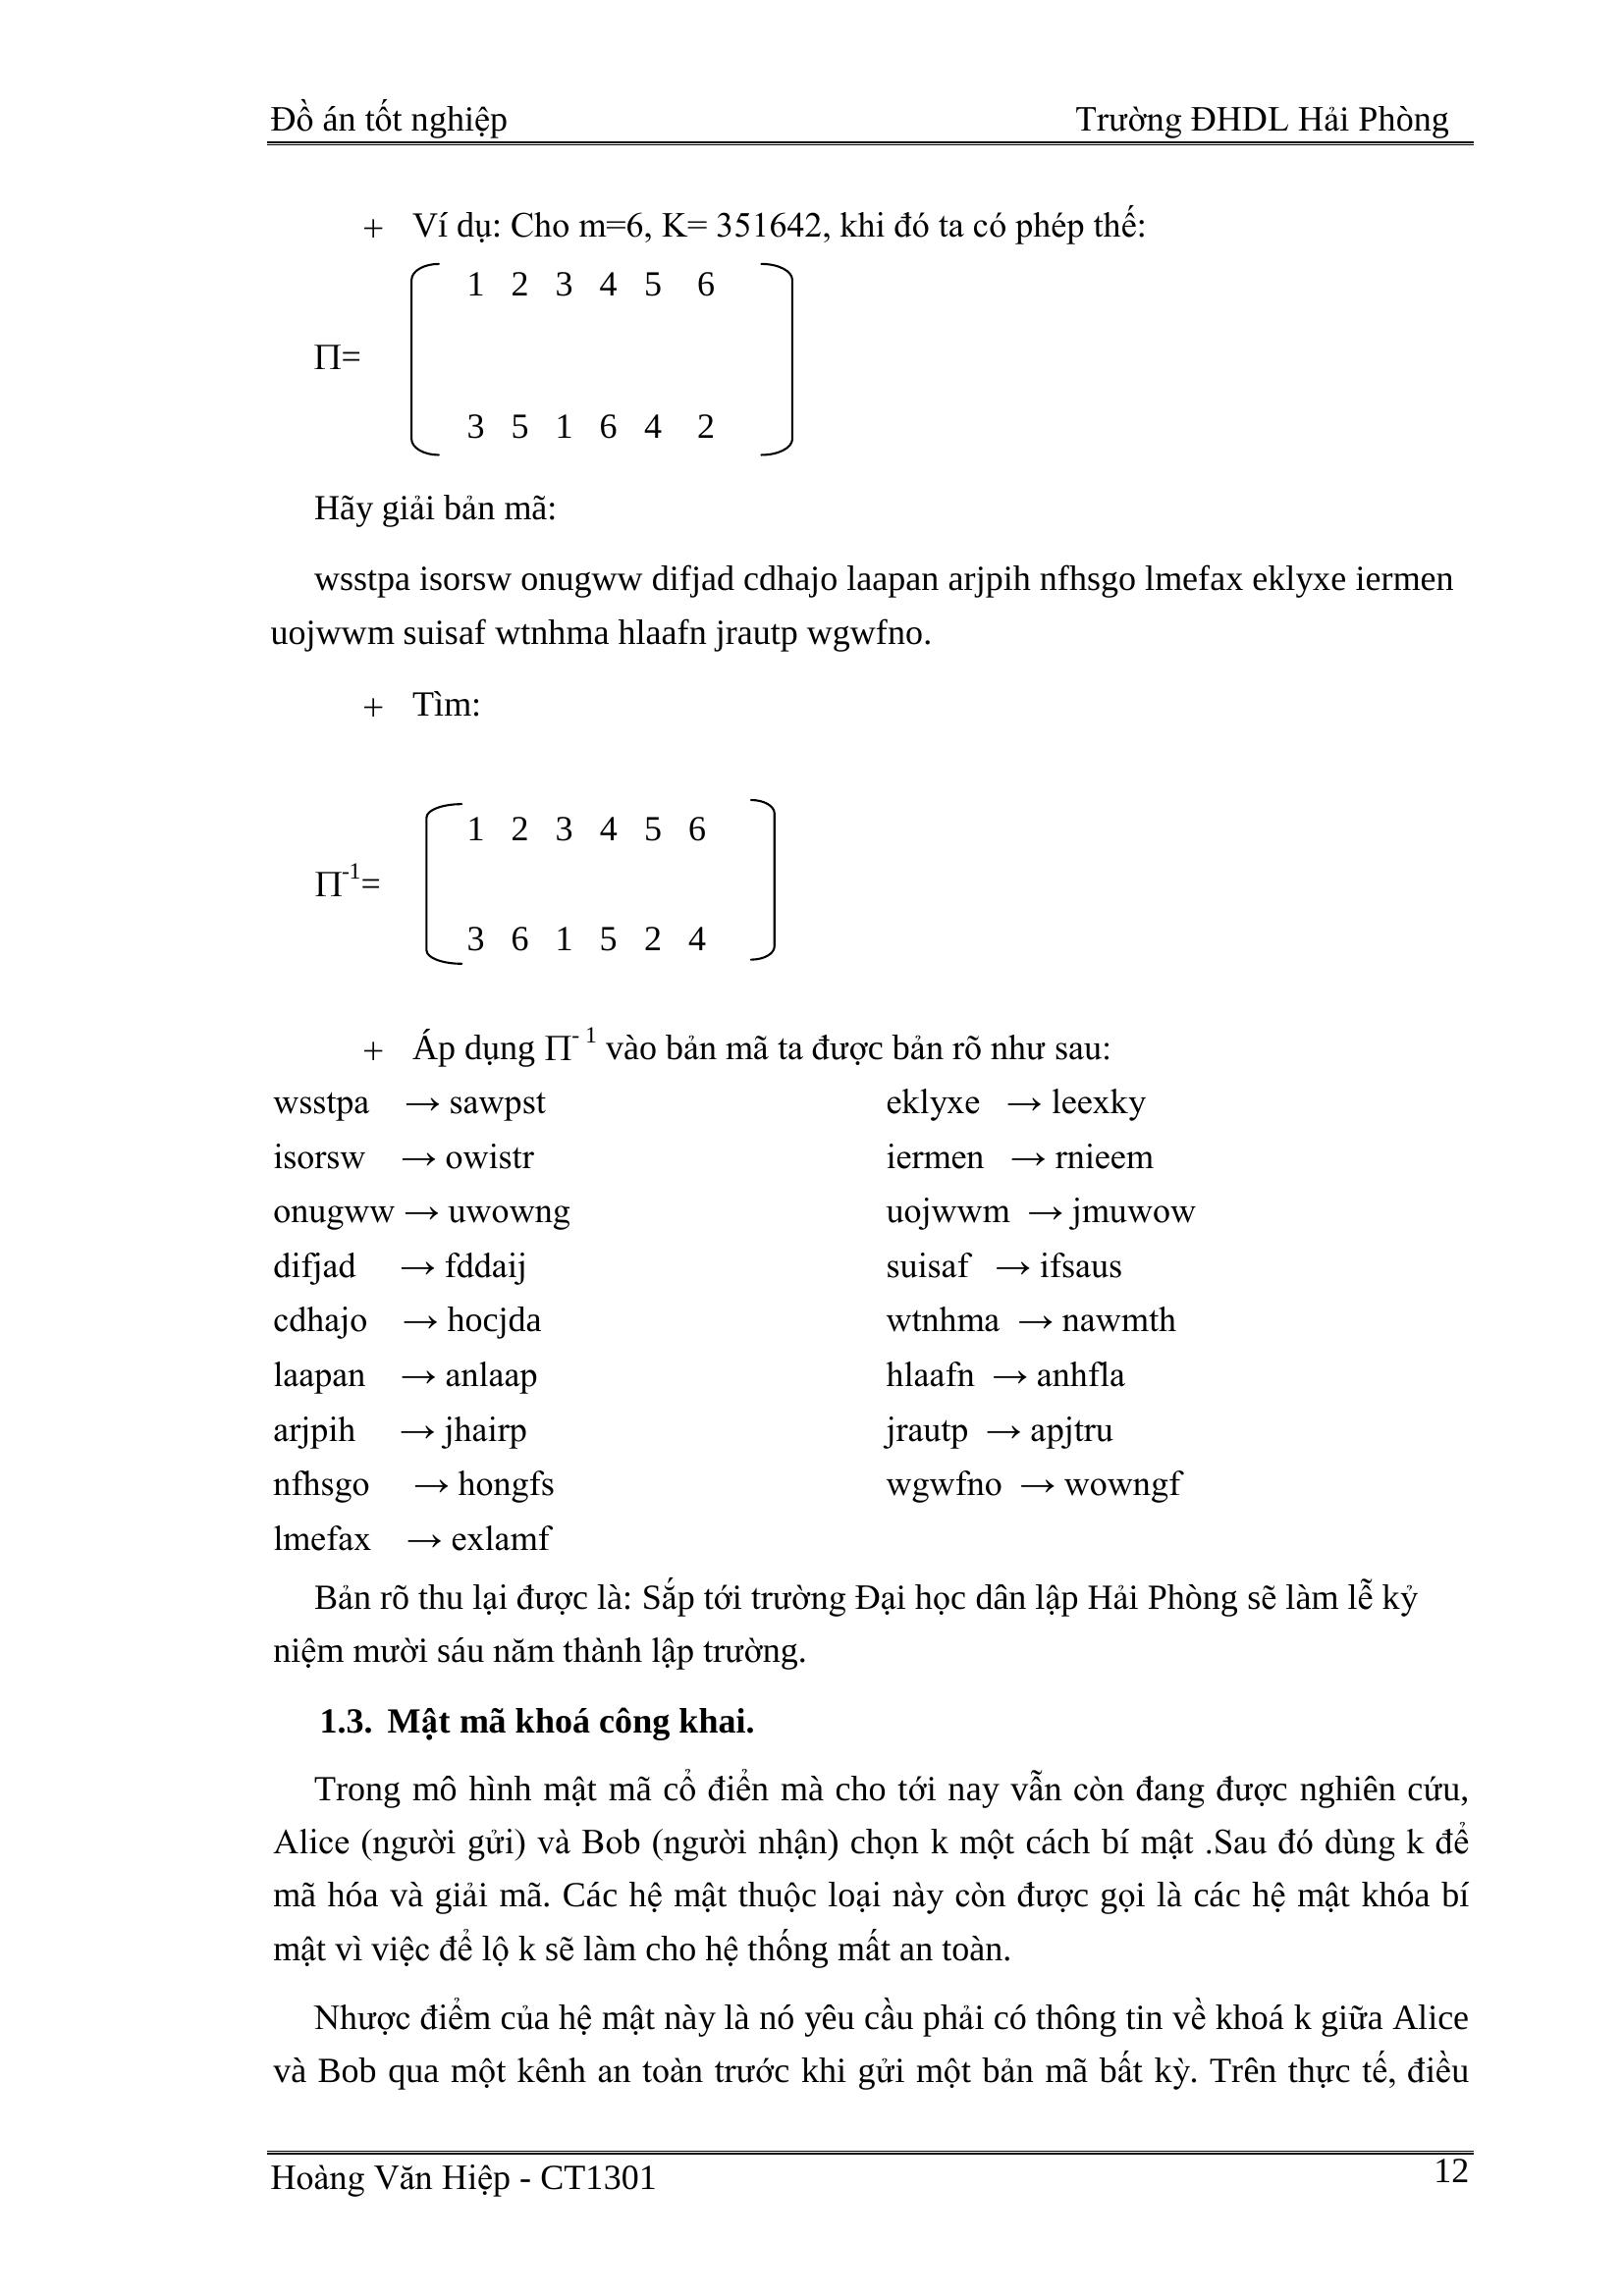 Đồ án tốt nghiệp Trường ĐHDL Hải Phòng
+ Ví dụ: Cho m=6, K= 351642, khi đó ta có phép thế:
1 2 3 4 5 6
Π=
3 5 1 6 4 2
Hãy giải bản mã:
wsstpa isorsw onugww difjad cdhajo laapan arjpih nfhsgo lmefax eklyxe iermen
uojwwm suisaf wtnhma hlaafn jrautp wgwfno.
+ Tìm:
1 2 3 4 5 6
Π-1=
3 6 1 5 2 4
+ Áp dụng Π- 1 vào bản mã ta được bản rõ như sau:
wsstpa → sawpst eklyxe → leexky
isorsw → owistr iermen → rnieem
onugww → uwowng uojwwm → jmuwow
difjad → fddaij suisaf → ifsaus
cdhajo → hocjda wtnhma → nawmth
laapan → anlaap hlaafn → anhfla
arjpih → jhairp jrautp → apjtru
nfhsgo → hongfs wgwfno → wowngf
lmefax → exlamf
Bản rõ thu lại được là: Sắp tới trường Đại học dân lập Hải Phòng sẽ làm lễ kỷ
niệm mười sáu năm thành lập trường.
1.3. Mật mã khoá công khai.
Trong mô hình mật mã cổ điển mà cho tới nay vẫn còn đang được nghiên cứu,
Alice (người gửi) và Bob (người nhận) chọn k một cách bí mật .Sau đó dùng k để
mã hóa và giải mã. Các hệ mật thuộc loại này còn được gọi là các hệ mật khóa bí
mật vì việc để lộ k sẽ làm cho hệ thống mất an toàn.
Nhược điểm của hệ mật này là nó yêu cầu phải có thông tin về khoá k giữa Alice
và Bob qua một kênh an toàn trước khi gửi một bản mã bất kỳ. Trên thực tế, điều
Hoàng Văn Hiệp - CT1301 12